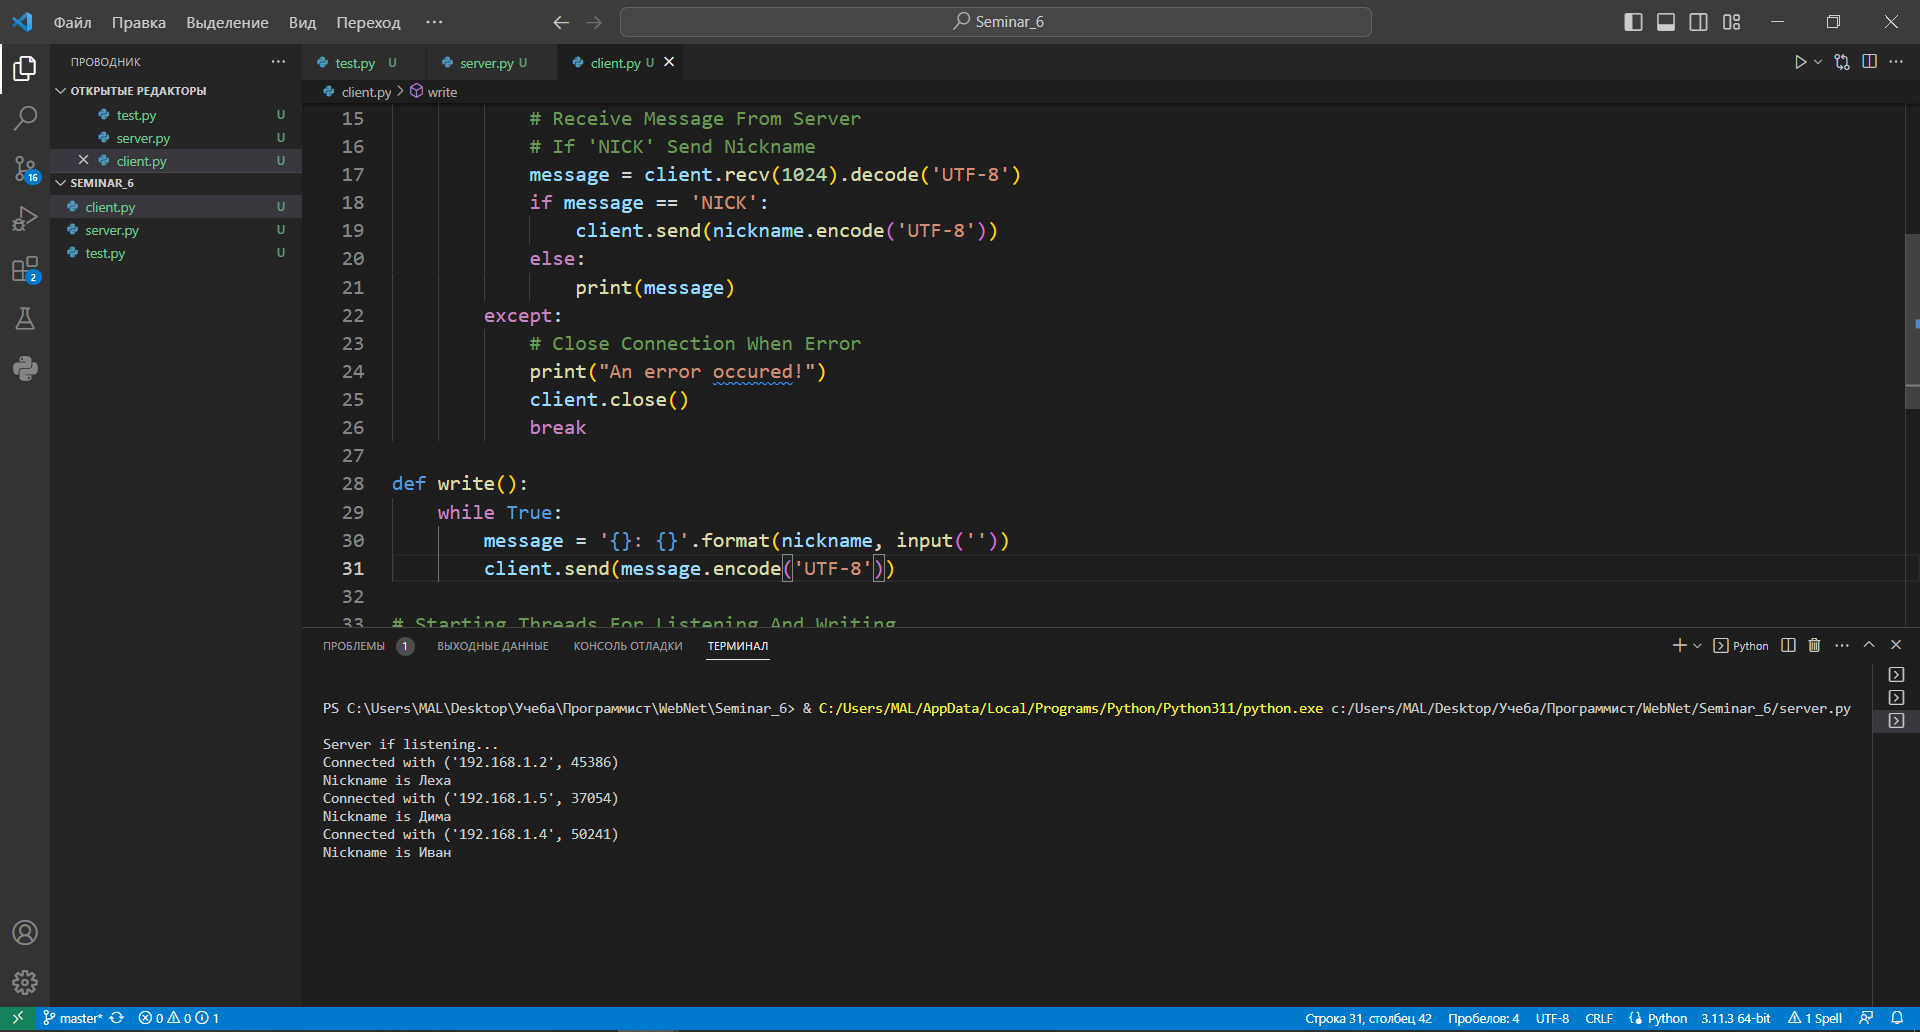 Файл Правка Выделение Вид Переход ··· Seminar_6
ПРОВОДНИК ···
ОТКРЫТЫЕ РЕДАКТОРЫ
test.py U
server.py U
client.py U
SEMINAR_6
client.py U
server.py U
test.py U
16
2
test.py U server.py U client.py U
client.py > write
15 # Receive Message From Server
16 # If 'NICK' Send Nickname
17 message = client.recv(1024).decode('UTF-8')
18 if message == 'NICK':
19 client.send(nickname.encode('UTF-8'))
20 else:
21 print(message)
22 except:
23 # Close Connection When Error
24 print("An error occured!")
25 client.close()
26 break
27
28 def write():
29 while True:
30 message = '{}: {}'.format(nickname, input(''))
31 client.send(message.encode('UTF-8'))
32
33 # Starting Threads For Listening And Writing
ПРОБЛЕМЫ 1 ВЫХОДНЫЕ ДАННЫЕ КОНСОЛЬ ОТЛАДКИ ТЕРМИНАЛ Python ···
PS C:\Users\MAL\Desktop\Учеба\Программист\WebNet\Seminar_6> & C:/Users/MAL/AppData/Local/Programs/Python/Python311/python.exe c:/Users/MAL/Desktop/Учеба/Программист/WebNet/Seminar_6/server.py
Server if listening...
Connected with ('192.168.1.2', 45386)
Nickname is Леха
Connected with ('192.168.1.5', 37054)
Nickname is Дима
Connected with ('192.168.1.4', 50241)
Nickname is Иван
master* 0 0 1 Строка 31, столбец 42 Пробелов: 4 UTF-8 CRLF Python 3.11.3 64-bit 1 Spell